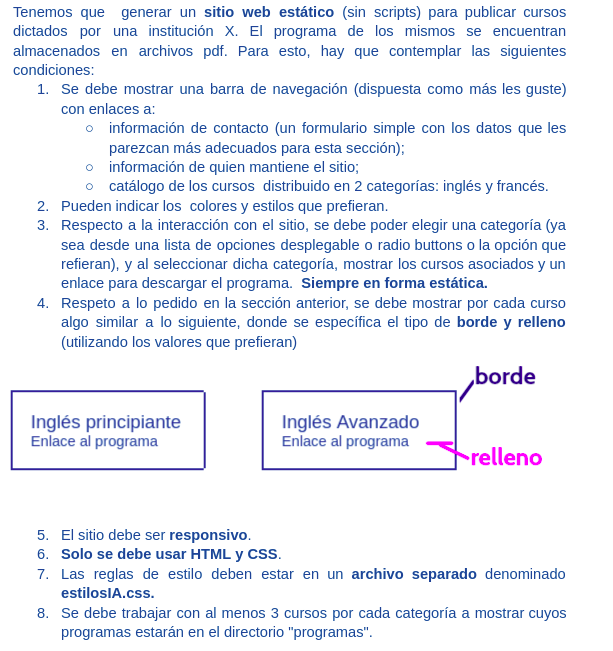 Tenemos que generar un sitio web estático (sin scripts) para publicar cursos
dictados por una institución X. El programa de los mismos se encuentran
almacenados en archivos pdf. Para esto, hay que contemplar las siguientes
condiciones:
1. Se debe mostrar una barra de navegación (dispuesta como más les guste)
con enlaces a:
○ información de contacto (un formulario simple con los datos que les
parezcan más adecuados para esta sección);
○ información de quien mantiene el sitio;
○ catálogo de los cursos distribuido en 2 categorías: inglés y francés.
2. Pueden indicar los colores y estilos que prefieran.
3. Respecto a la interacción con el sitio, se debe poder elegir una categoría (ya
sea desde una lista de opciones desplegable o radio buttons o la opción que
refieran), y al seleccionar dicha categoría, mostrar los cursos asociados y un
enlace para descargar el programa. Siempre en forma estática.
4. Respeto a lo pedido en la sección anterior, se debe mostrar por cada curso
algo similar a lo siguiente, donde se específica el tipo de borde y relleno
(utilizando los valores que prefieran)
borde
Inglés principiante
Enlace al programa
Inglés Avanzado
Enlace al programa
relleno
5. El sitio debe ser responsivo.
6. Solo se debe usar HTML y CSS.
7. Las reglas de estilo deben estar en un archivo separado denominado
estilosIA.css.
8. Se debe trabajar con al menos 3 cursos por cada categoría a mostrar cuyos
programas estarán en el directorio "programas".